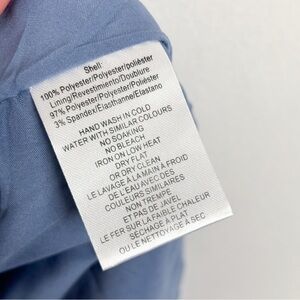 Shell:
100% Polyester/Polyester/poliéster
Lining/Revestimiento/Doublure
97% Polyester/Polyester/poliéster
3% Spandex/Élasthanne/Elastano
HAND WASH IN COLD
WATER WITH SIMILAR COLOURS
NO SOAKING
NO BLEACH
IRON ON LOW HEAT
DRY FLAT
OR DRY CLEAN
LE LAVAGE À LA MAIN À FROID
DE L'EAU AVEC DES
COULEURS SIMILAIRES
NON TREMPE
ET PAS DE JAVEL
LE FER SUR LA FAIBLE CHALEUR
SÉCHAGE À PLAT
OU LE NETTOYAGE À SEC